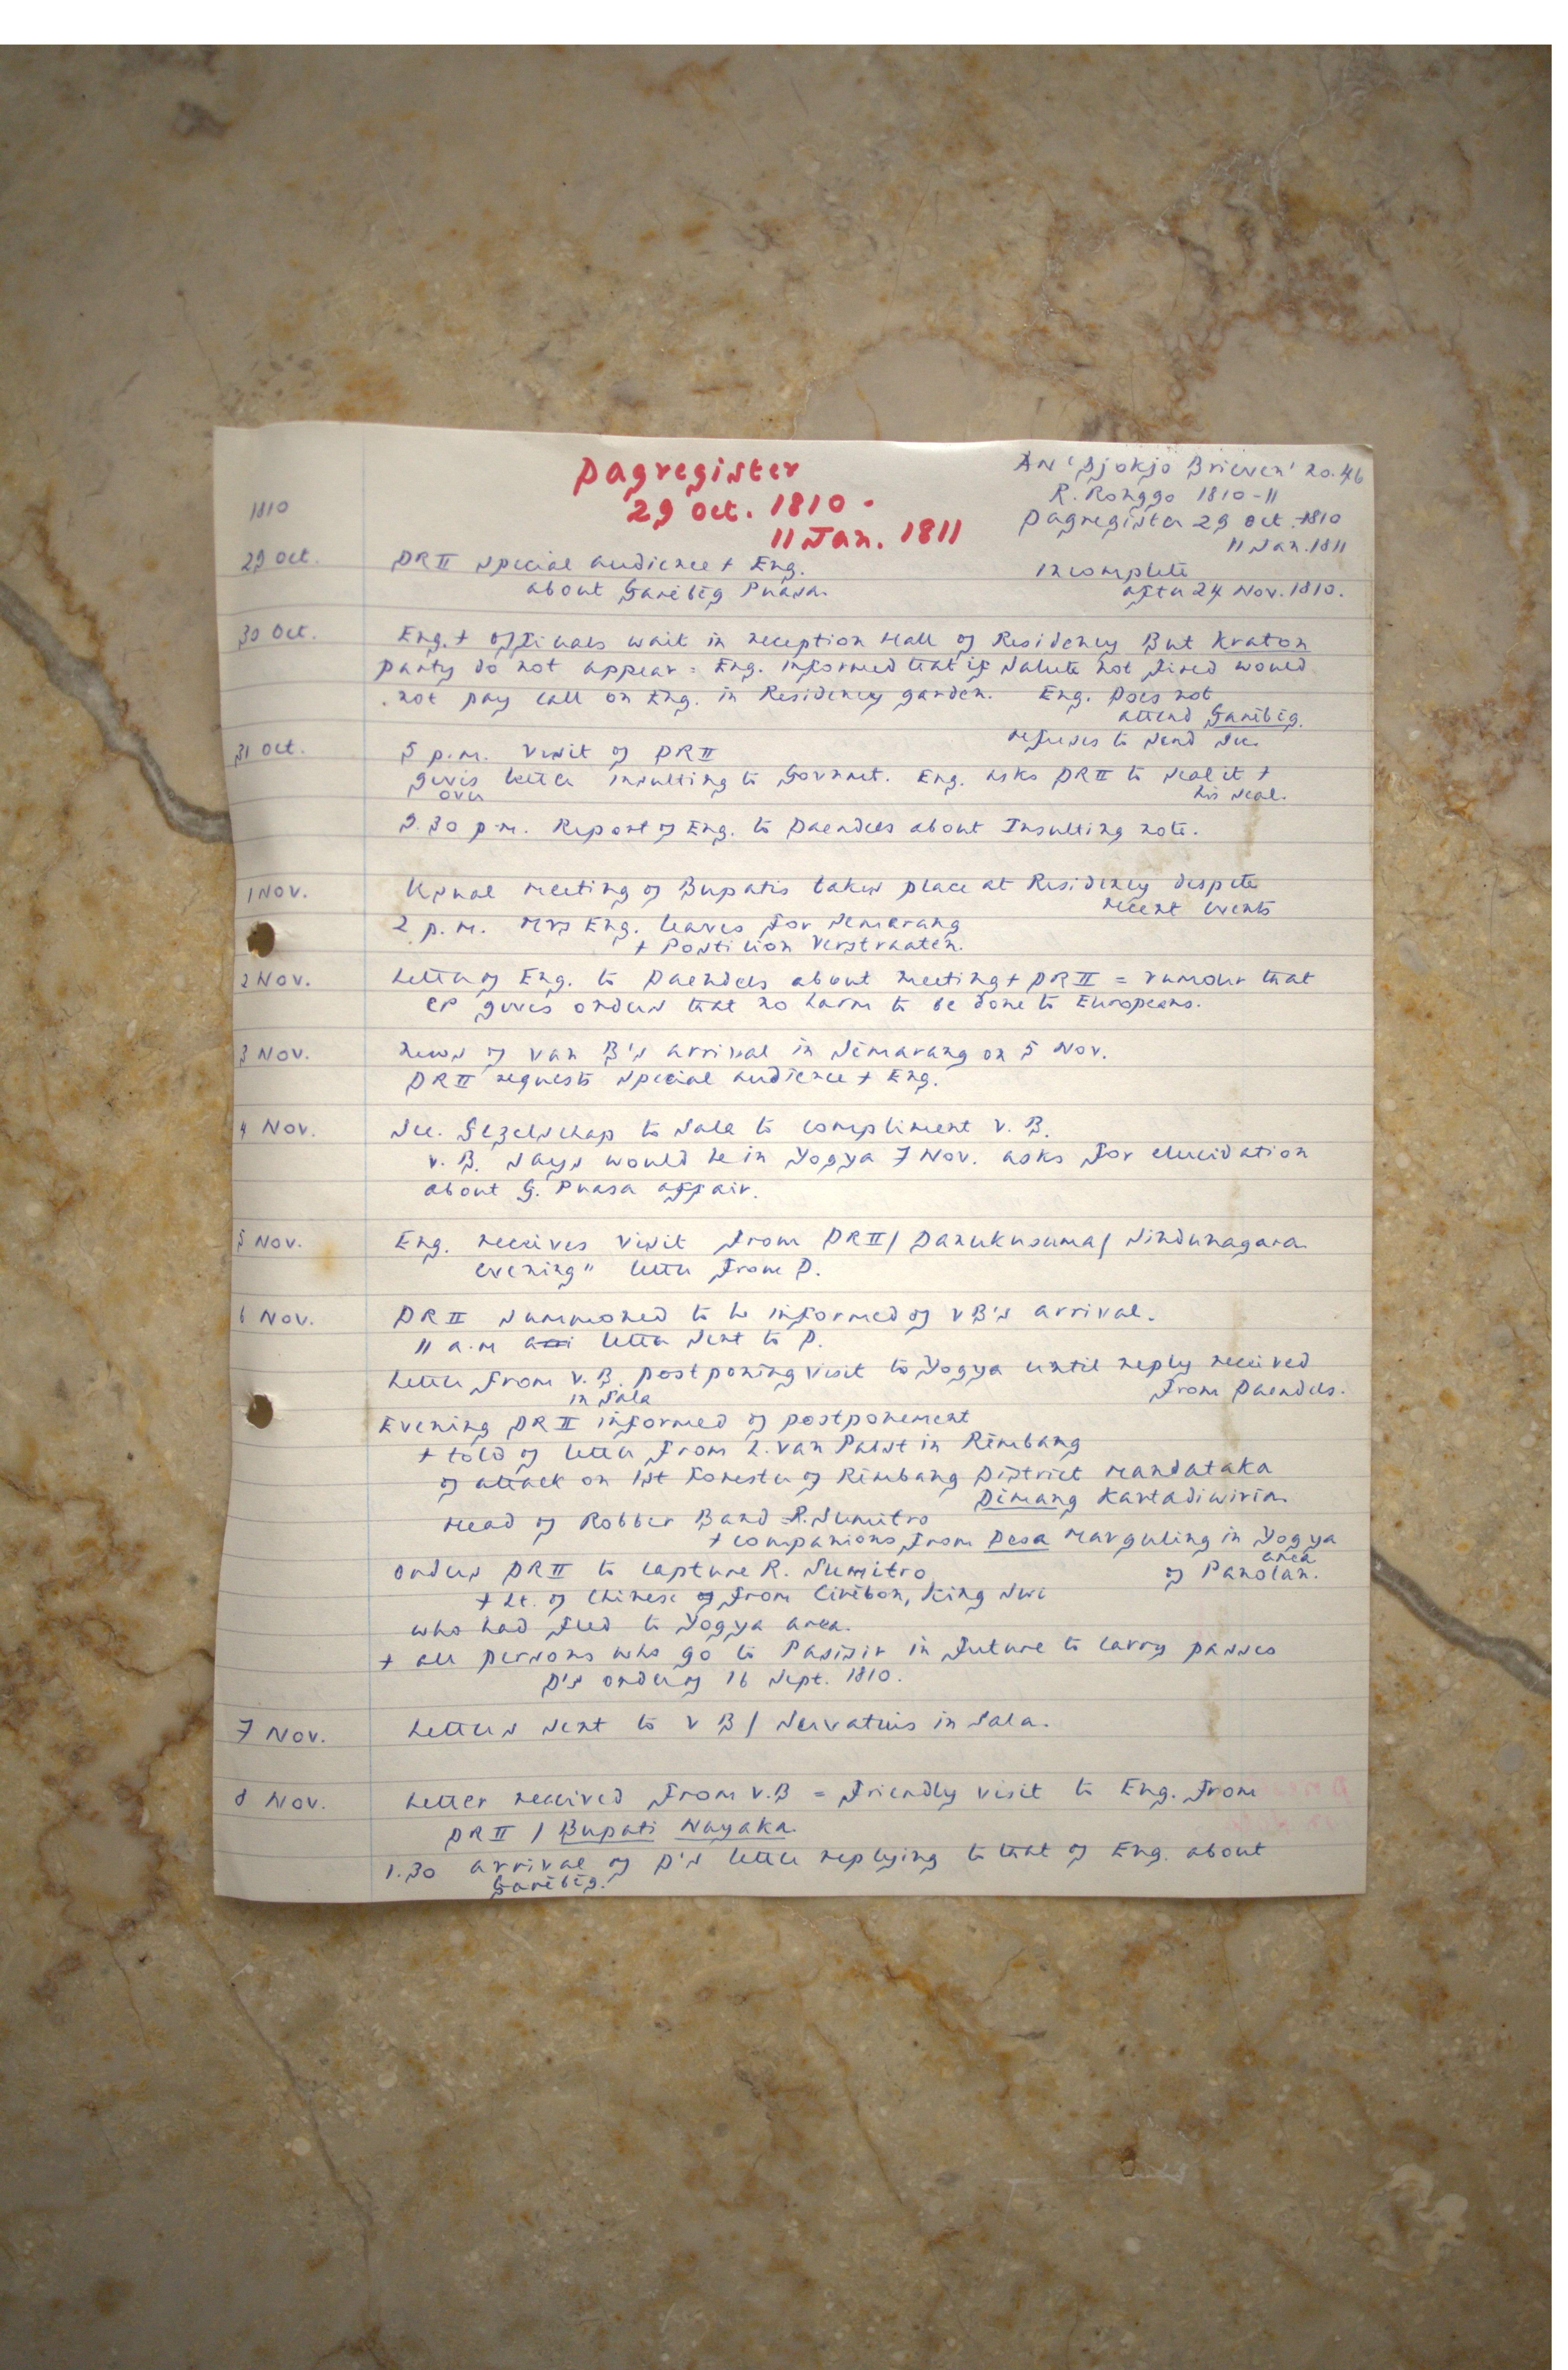 Dagregister
29 Oct. 1810 -
11 Jan. 1811
AN 'Djokjo Brieven' no. 46
R. Ronggo 1810-11
Dagregister 29 Oct. 1810
11 Jan. 1811
incomplete
after 24 Nov. 1810.
1810
29 Oct. DR II special audience + Eng.
about Garĕbĕg Puasa.
30 Oct. Eng. + officials wait in reception Hall of Residency But Kraton
party do not appear = Eng. informed that if salute not fired would
not pay call on Eng. in Residency garden. Eng. Does not
attend Garĕbĕg.
refuses to send Sec.
31 Oct. 5 p.m. visit of DR II
gives letter insulting to Govnmt. Eng. asks DR II to seal it +
over his seal.
9.30 p.m. Report of Eng. to Daendels about Insulting note.
1 Nov. Usual meeting of Bupatis takes place at Residency despite
recent events
2 p.m. Mrs Eng. leaves for Semarang
+ Postilion Verstraaten.
2 Nov. Letter of Eng. to Daendels about meeting + DR II = rumour that
CP gives orders that no harm to be done to Europeans.
3 Nov. News of van B's arrival in Sĕmarang on 5 Nov.
DR II requests special audience + Eng.
4 Nov. Sec. Gezelschap to Sala to compliment v. B.
v. B. says would be in Yogya 7 Nov. asks for elucidation
about G. Puasa affair.
5 Nov. Eng. receives visit from DR II / Danukusuma / Sindunagara
evening" letter from D.
6 Nov. DR II summoned to be informed of vB's arrival.
11 a.m letter sent to D.
Letter from v. B. postponing visit to Yogya until reply received
in Sala from Daendels.
Evening DR II informed of postponement
+ told of letter from L. van Paest in Rĕmbang
of attack on 1st Forester of Rĕmbang District Mandataka
Dĕmang Kartadiwiria
Head of Robber Band R. Sumitro
+ companions from Desa Marguling in Yogya
area
orders DR II to capture R. Sumitro of Panolan.
+ Lt. of Chinese of from Cirĕbon, King Swi
who had fled to Yogya area.
+ all persons who go to Pasisir in future to carry passes
D's order of 16 Sept. 1810.
7 Nov. Letters sent to v B / Servatius in Sala.
8 Nov. Letter received from v.B = friendly visit to Eng. from
DR II / Bupati Nayaka.
1.30 arrival of D's letter replying to that of Eng. about
Garĕbĕg.